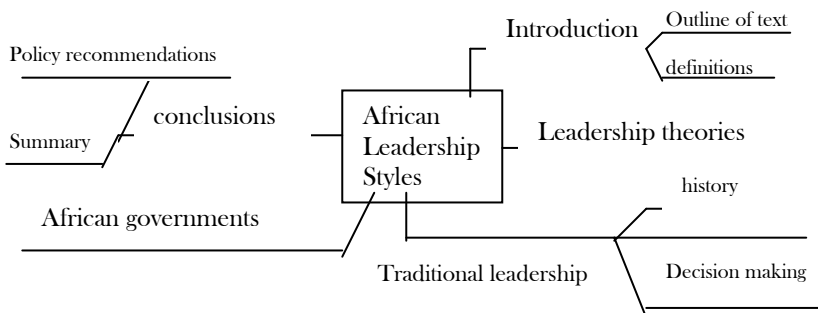 Introduction
Outline of text
definitions
Policy recommendations
conclusions
Summary
African
Leadership
Styles
Leadership theories
history
African governments
Traditional leadership
Decision making